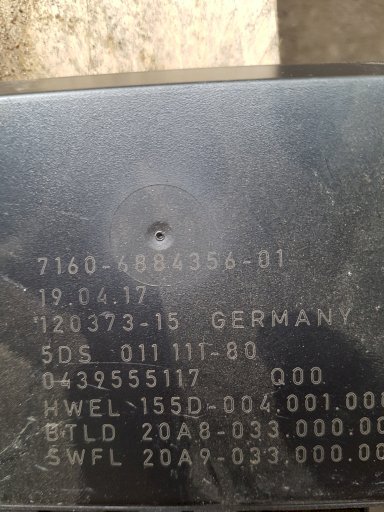 7160-6884356-01
19.04.17
120373-15 GERMANY
5DS 011 111-80
0439555117 Q00
HWEL 155D-004.001.000
BTLD 20A8-033.000.00
SWFL 20A9-033.000.00